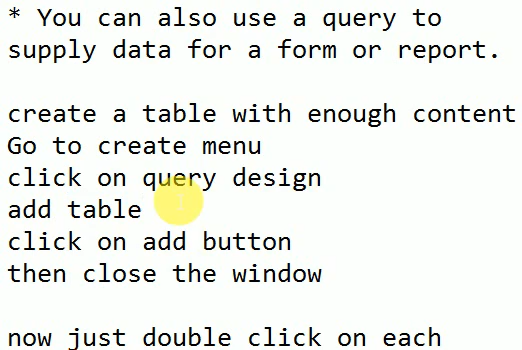 * You can also use a query to
supply data for a form or report.
create a table with enough content
Go to create menu
click on query design
add table
click on add button
then close the window
now just double click on each